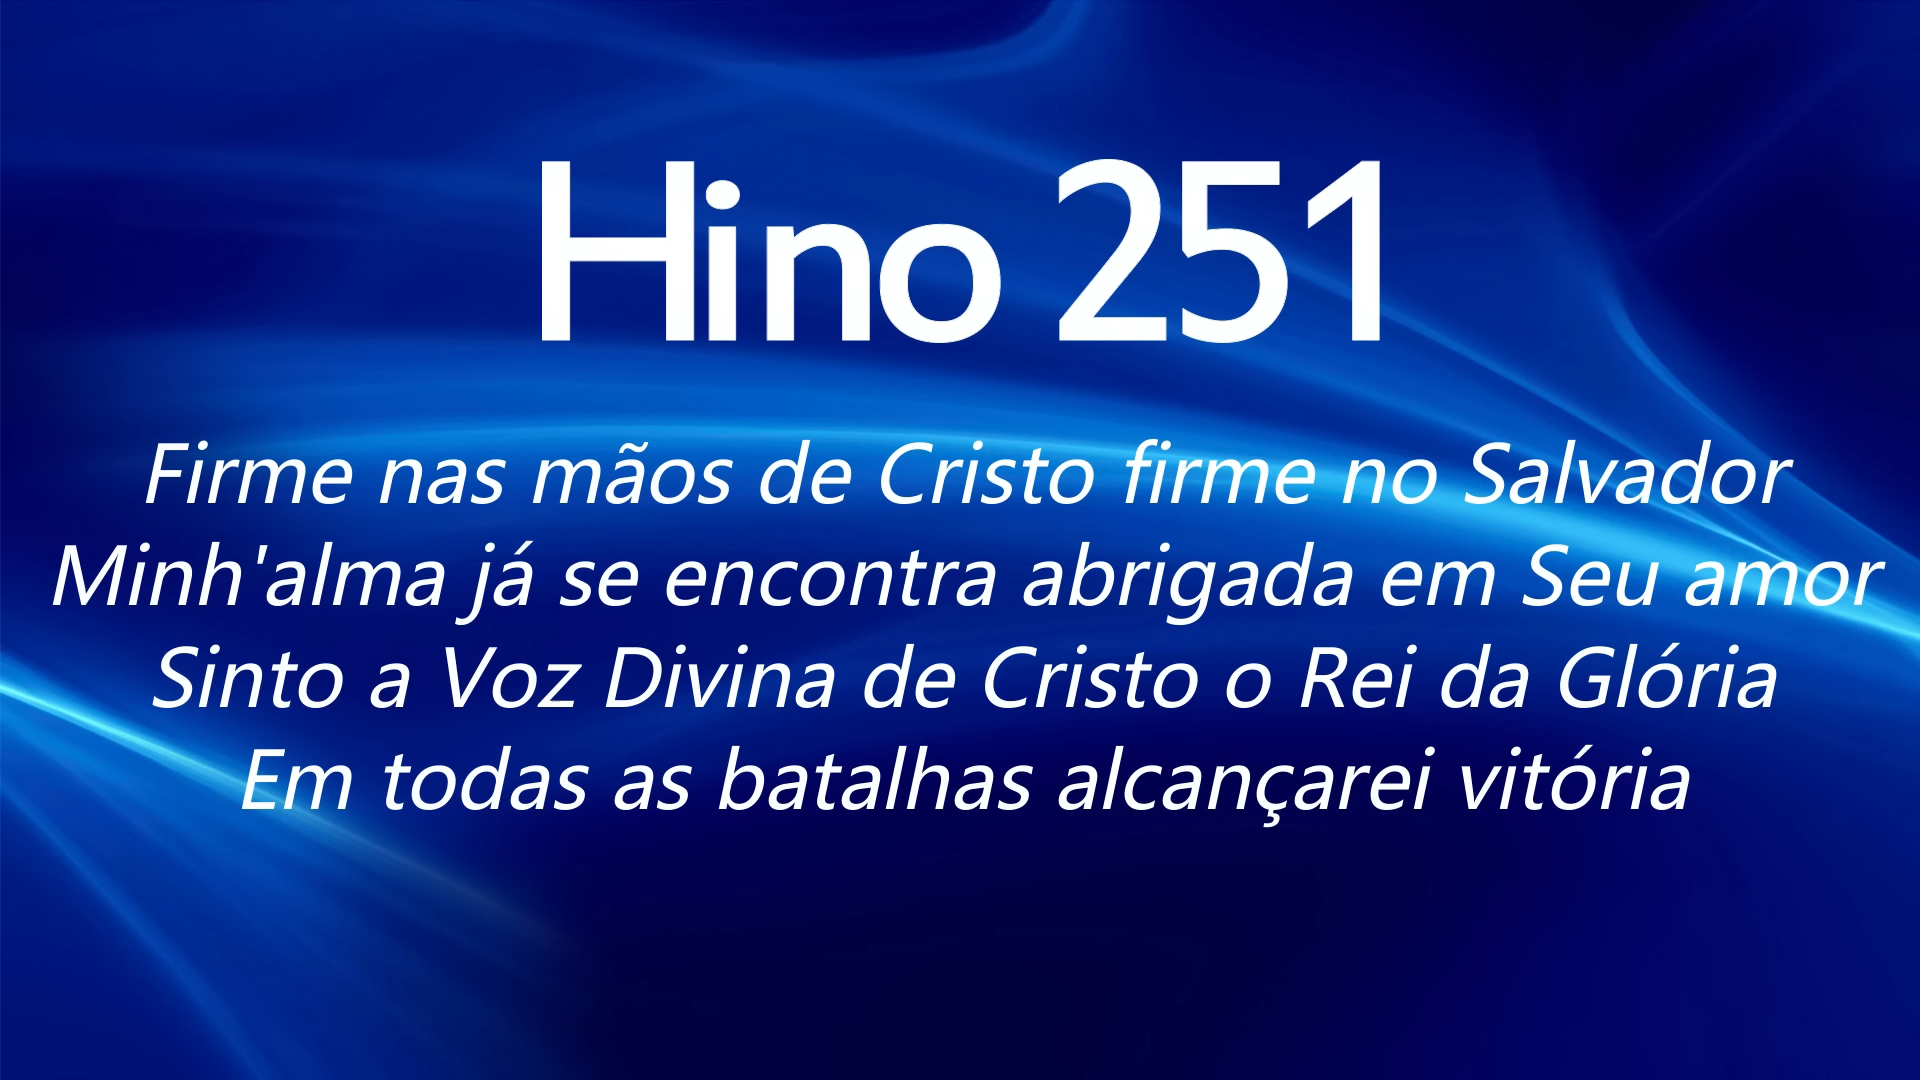 Hino 251
Firme nas mãos de Cristo firme no Salvador
Minh'alma já se encontra abrigada em Seu amor
Sinto a Voz Divina de Cristo o Rei da Glória
Em todas as batalhas alcançarei vitória